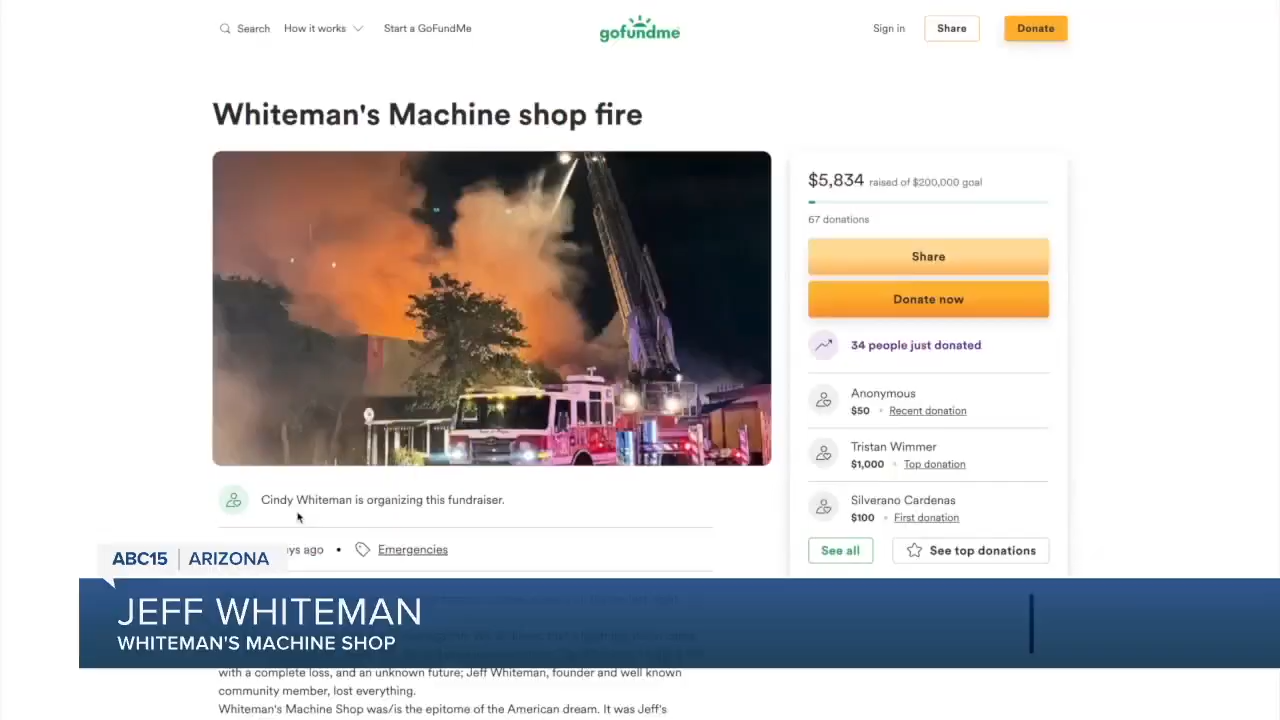 Search How it works Start a GoFundMe gofundme Sign in Share Donate
Whiteman's Machine shop fire
$5,834 raised of $200,000 goal
67 donations
Share
Donate now
34 people just donated
Anonymous
$50 • Recent donation
Tristan Wimmer
$1,000 • Top donation
Silverano Cardenas
$100 • First donation
See all See top donations
Cindy Whiteman is organizing this fundraiser.
ago • Emergencies
ABC15 | ARIZONA
JEFF WHITEMAN
WHITEMAN'S MACHINE SHOP
with a complete loss, and an unknown future; Jeff Whiteman, founder and well known
community member, lost everything.
Whiteman's Machine Shop was/is the epitome of the American dream. It was Jeff's